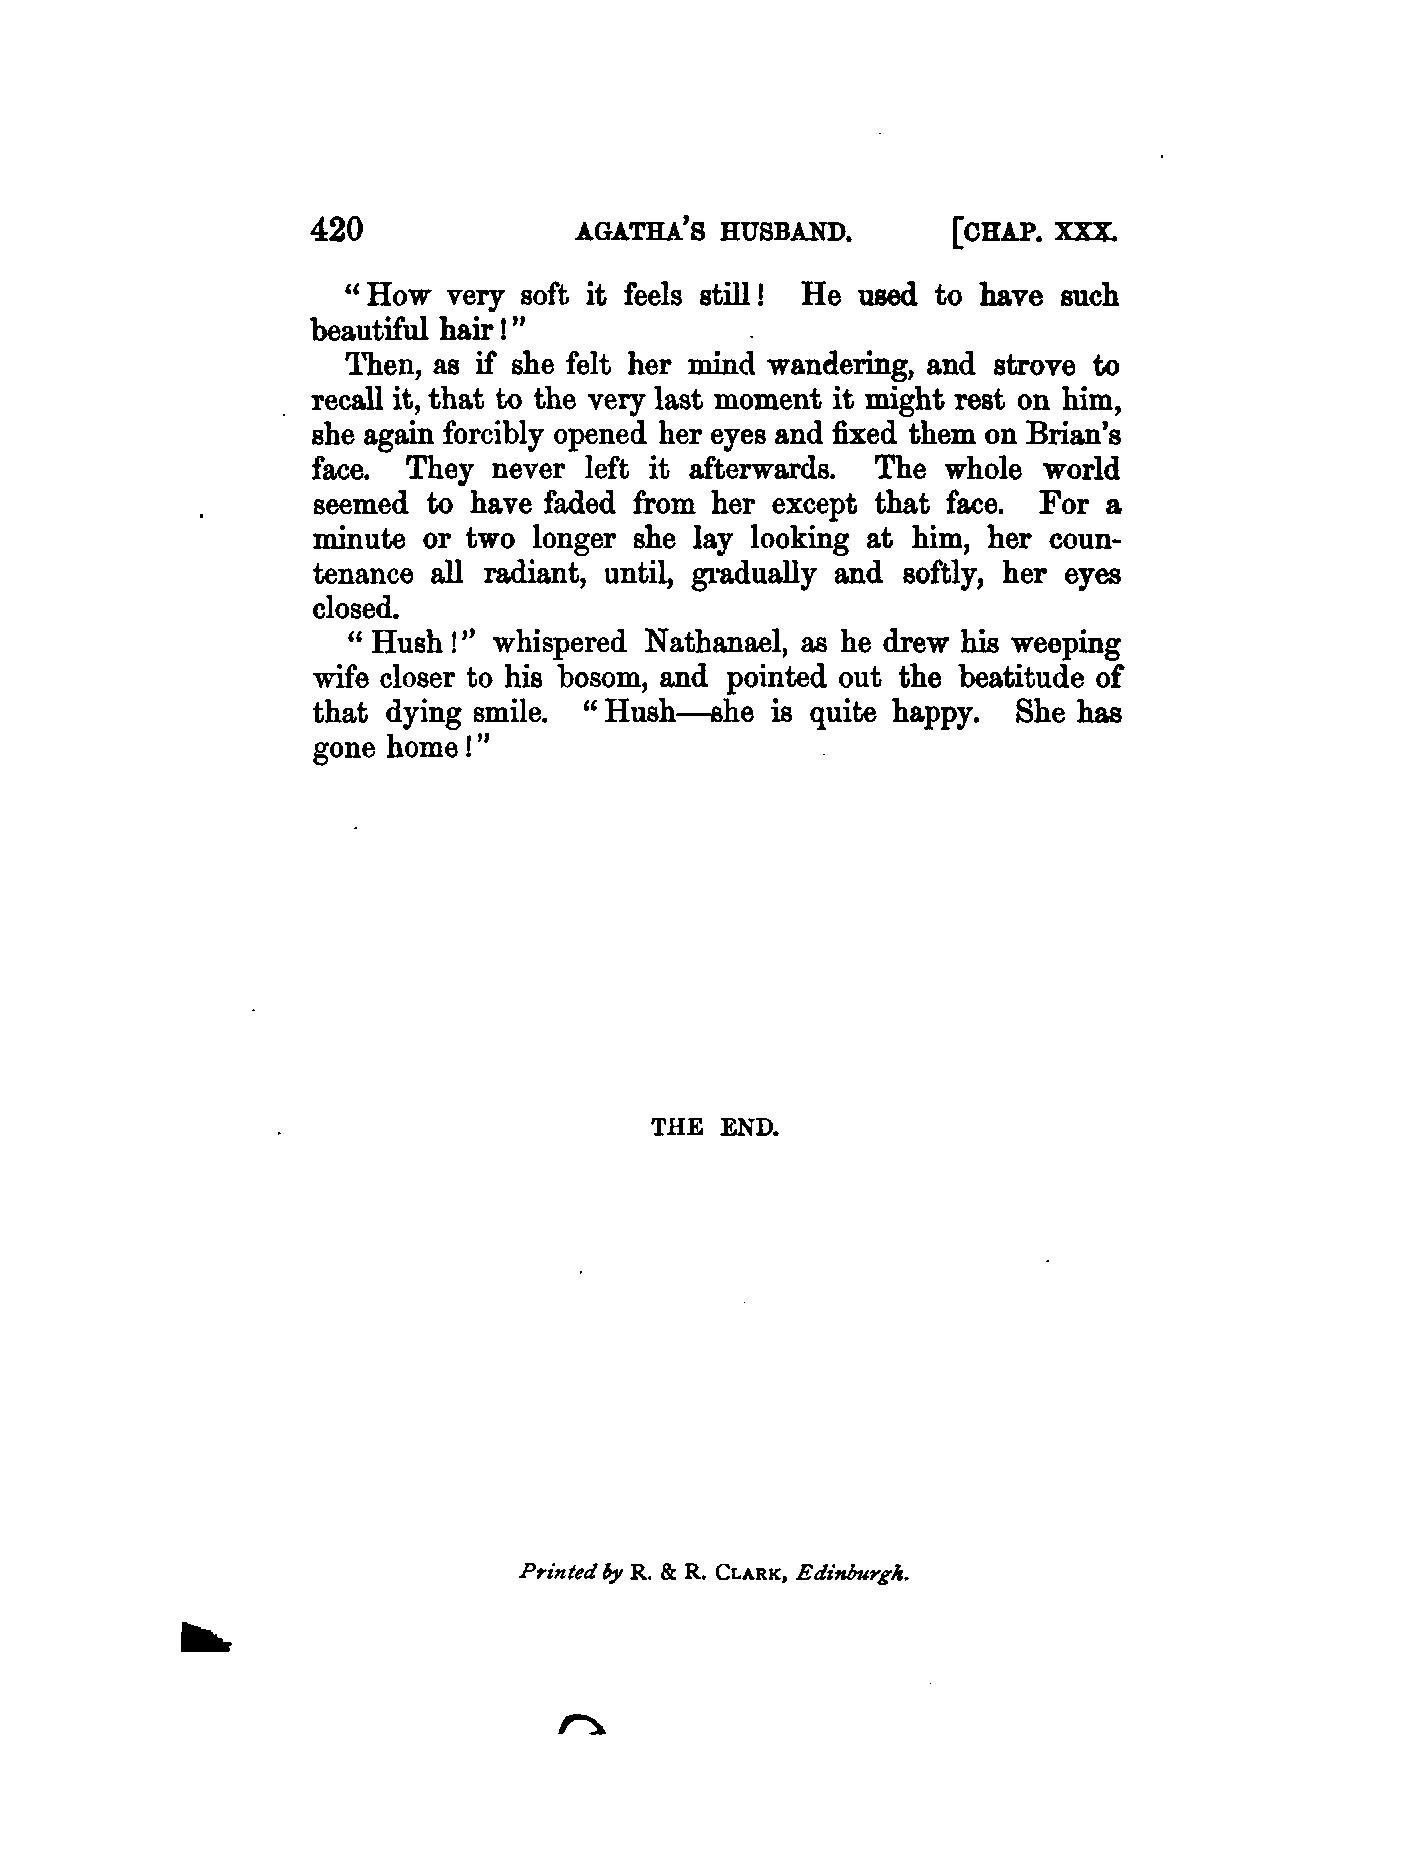 420 AGATHA'S HUSBAND. [CHAP. XXX.
"How very soft it feels still! He used to have such
beautiful hair!"
Then, as if she felt her mind wandering, and strove to
recall it, that to the very last moment it might rest on him,
she again forcibly opened her eyes and fixed them on Brian's
face. They never left it afterwards. The whole world
seemed to have faded from her except that face. For a
minute or two longer she lay looking at him, her coun-
tenance all radiant, until, gradually and softly, her eyes
closed.
"Hush!" whispered Nathanael, as he drew his weeping
wife closer to his bosom, and pointed out the beatitude of
that dying smile. "Hush—she is quite happy. She has
gone home!"
THE END.
Printed by R. & R. CLARK, Edinburgh.